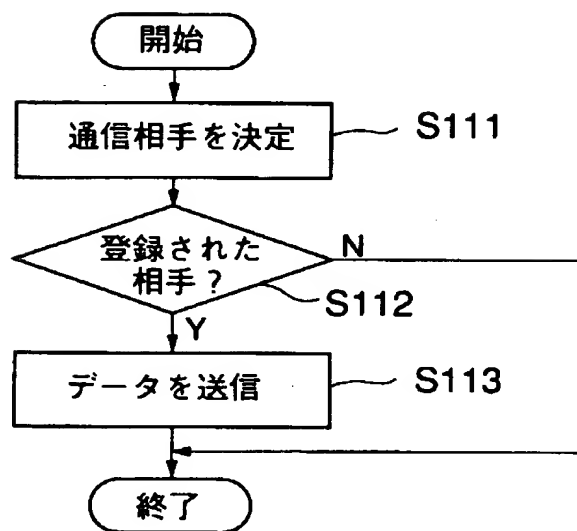 開始
通信相手を決定
S111
登録された
相手?
N
S112
Y
データを送信
S113
終了